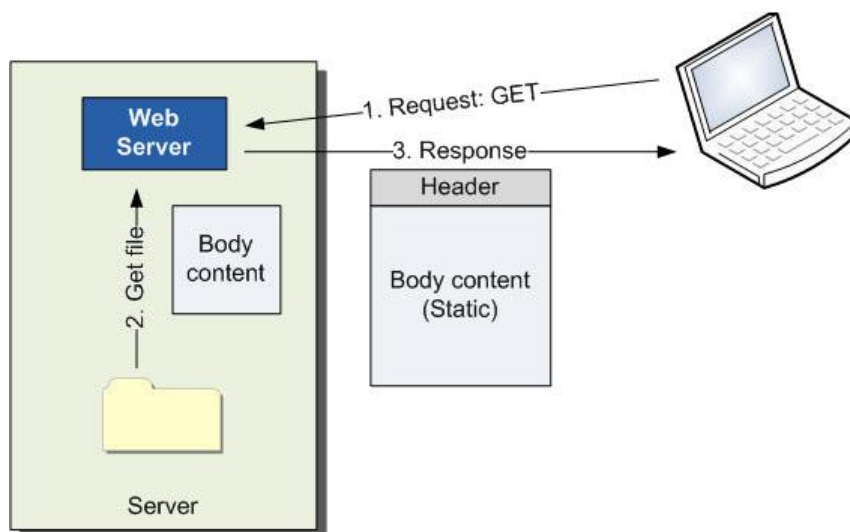 1. Request: GET
Web
Server
3. Response
Header
Body
content
Body content
(Static)
2. Get file
Server